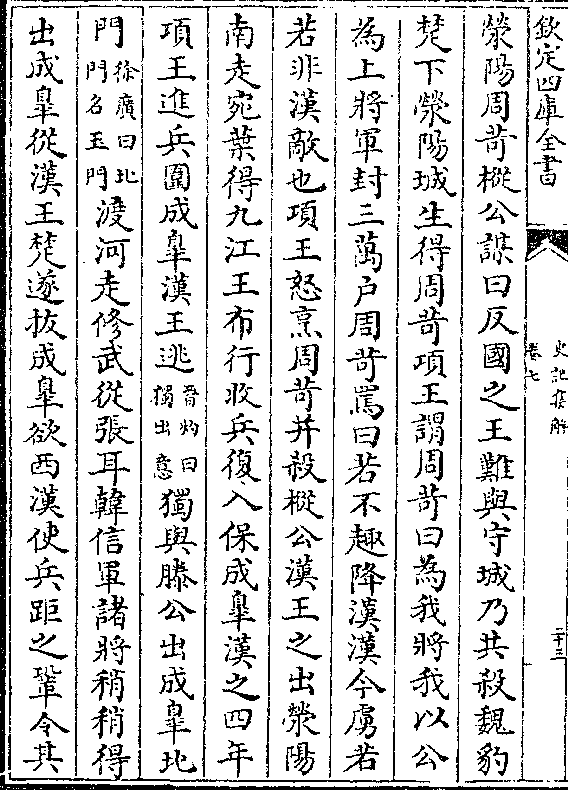 欽定四庫全書
史記集解
卷七
二十三
滎陽周苛樅公謀曰反國之王難與守城乃共殺魏豹
楚下滎陽城生得周苛項王謂周苛曰為我將我以公
為上將軍封三萬户周苛罵曰若不趣降漢漢今虜若
若非漢敵也項王怒烹周苛并殺樅公漢王之出滎陽
南走宛葉得九江王布行收兵復入保成臯漢之四年
項王進兵圍成臯漢王逃晉灼曰獨出意獨與滕公出成臯北
門徐廣曰北門名玉門渡河走修武從張耳韓信軍諸將稍稍得
出成臯從漢王楚遂拔成臯欲西漢使兵距之鞏令其